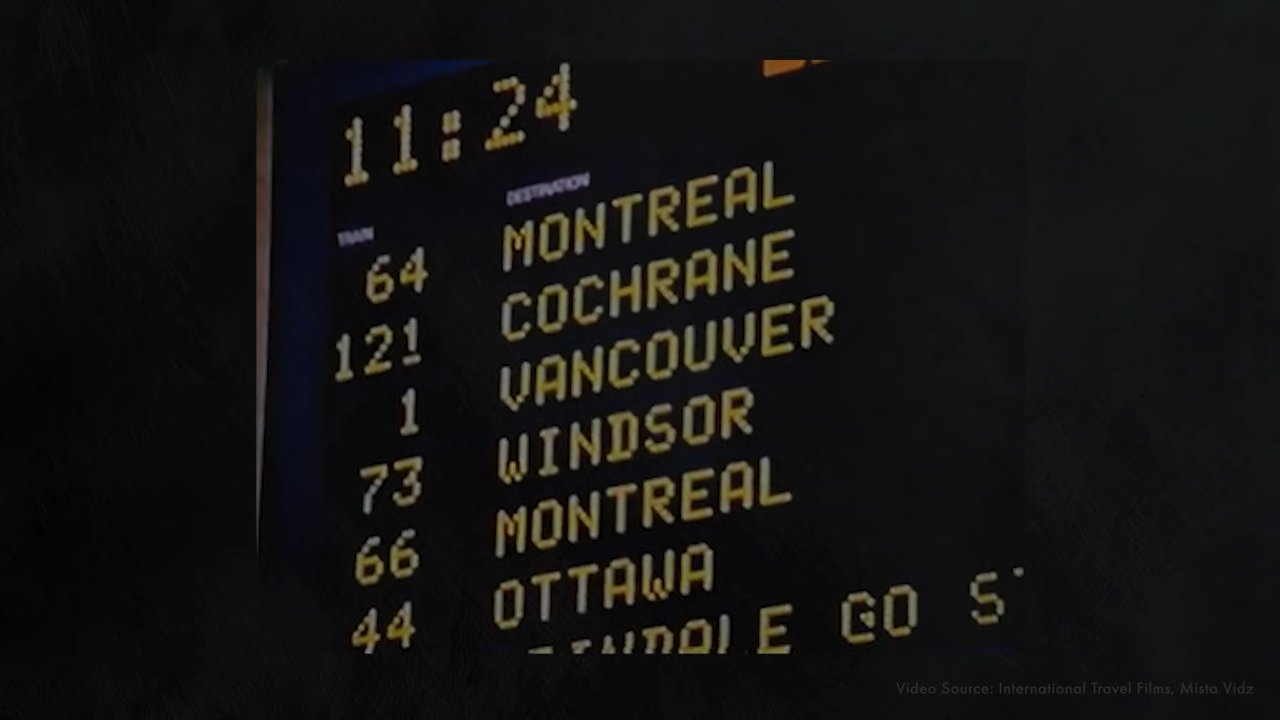 11:24
TRAIN DESTINATION
64 MONTREAL
121 COCHRANE
1 VANCOUVER
73 WINDSOR
66 MONTREAL
44 OTTAWA
GO
Video Source: International Travel Films, Mista Vidz